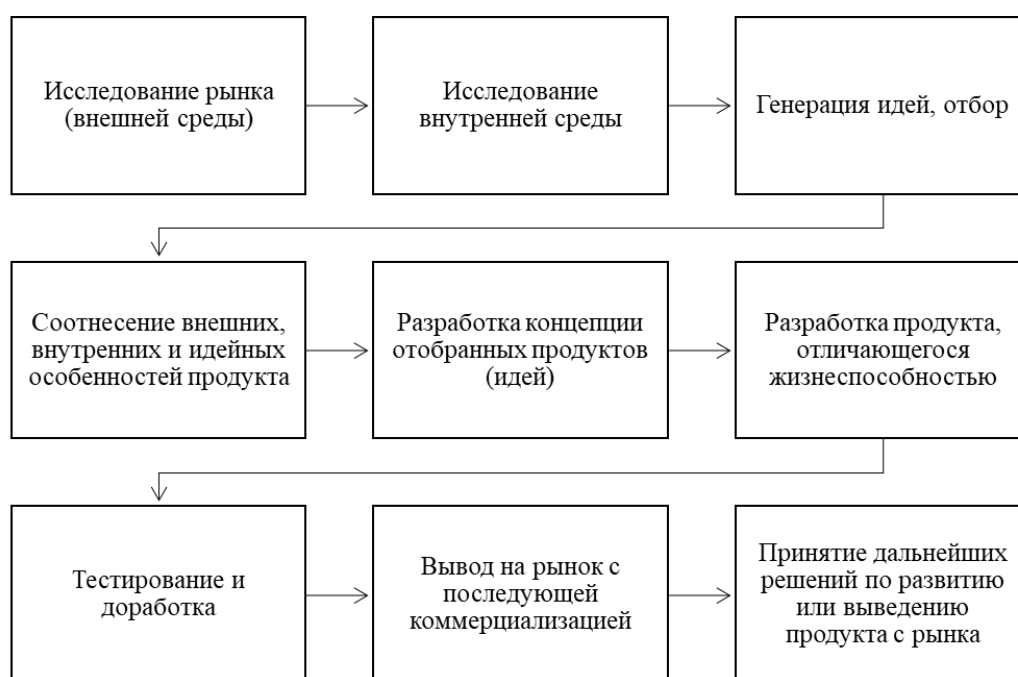 Исследование рынка
(внешней среды)
Исследование
внутренней среды
Генерация идей, отбор
Соотнесение внешних,
внутренних и идейных
особенностей продукта
Разработка концепции
отобранных продуктов
(идей)
Разработка продукта,
отличающегося
жизнеспособностью
Тестирование и
доработка
Вывод на рынок с
последующей
коммерциализацией
Принятие дальнейших
решений по развитию
или выведению
продукта с рынка